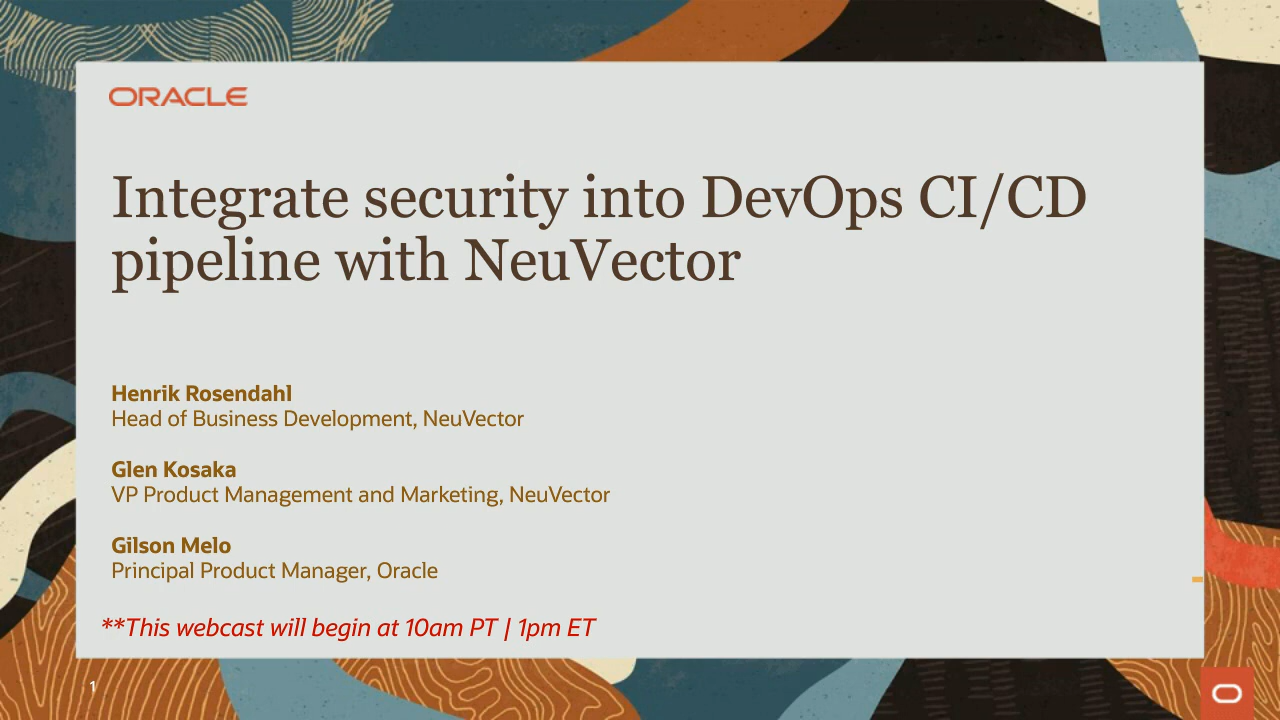 ORACLE
Integrate security into DevOps CI/CD
pipeline with NeuVector
Henrik Rosendahl
Head of Business Development, NeuVector
Glen Kosaka
VP Product Management and Marketing, NeuVector
Gilson Melo
Principal Product Manager, Oracle
**This webcast will begin at 10am PT | 1pm ET
1